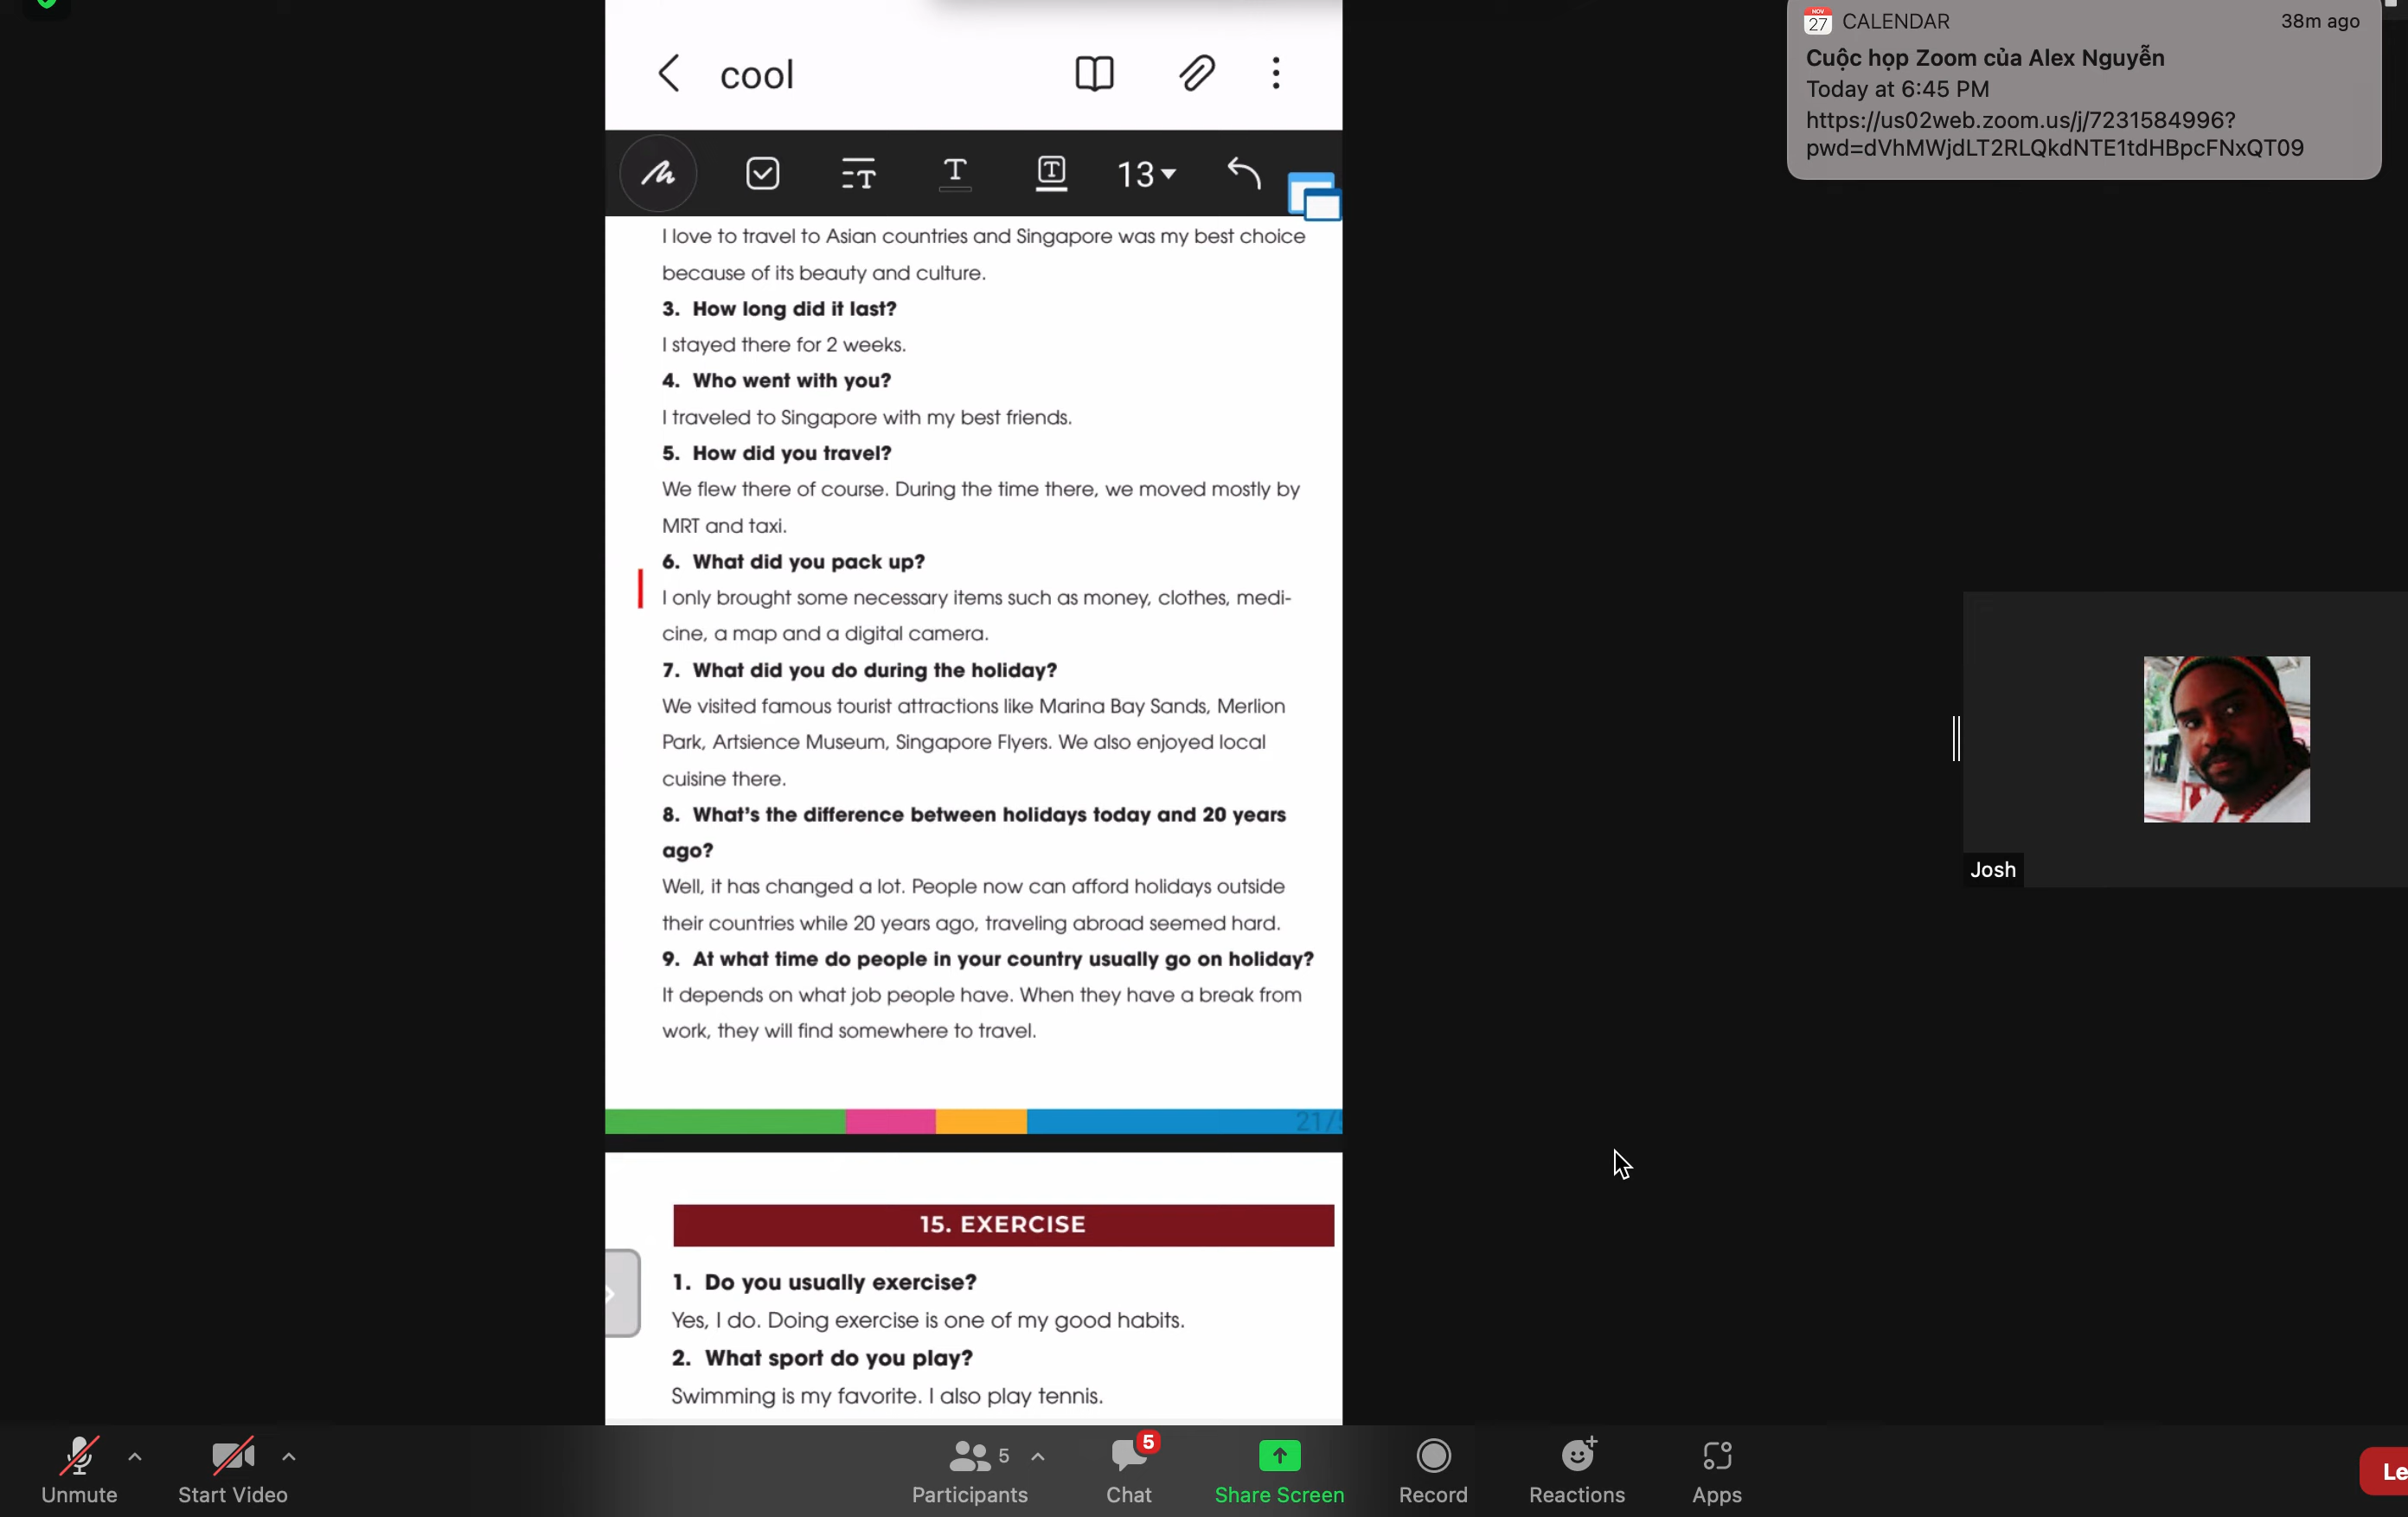 NOV
27 CALENDAR 38m ago
Cuộc họp Zoom của Alex Nguyễn
Today at 6:45 PM
https://us02web.zoom.us/j/7231584996?
pwd=dVhMWjdLT2RLQkdNTE1tdHBpcFNxQT09
cool
13
I love to travel to Asian countries and Singapore was my best choice
because of its beauty and culture.
3. How long did it last?
I stayed there for 2 weeks.
4. Who went with you?
I traveled to Singapore with my best friends.
5. How did you travel?
We flew there of course. During the time there, we moved mostly by
MRT and taxi.
6. What did you pack up?
I only brought some necessary items such as money, clothes, medi-
cine, a map and a digital camera.
7. What did you do during the holiday?
We visited famous tourist attractions like Marina Bay Sands, Merlion
Park, Artsience Museum, Singapore Flyers. We also enjoyed local
cuisine there.
8. What's the difference between holidays today and 20 years
ago?
Well, it has changed a lot. People now can afford holidays outside
their countries while 20 years ago, traveling abroad seemed hard.
9. At what time do people in your country usually go on holiday?
It depends on what job people have. When they have a break from
work, they will find somewhere to travel.
21/
15. EXERCISE
1. Do you usually exercise?
Yes, I do. Doing exercise is one of my good habits.
2. What sport do you play?
Swimming is my favorite. I also play tennis.
Josh
Unmute
Start Video
5
Participants
5
Chat
Share Screen
Record
Reactions
Apps
Le